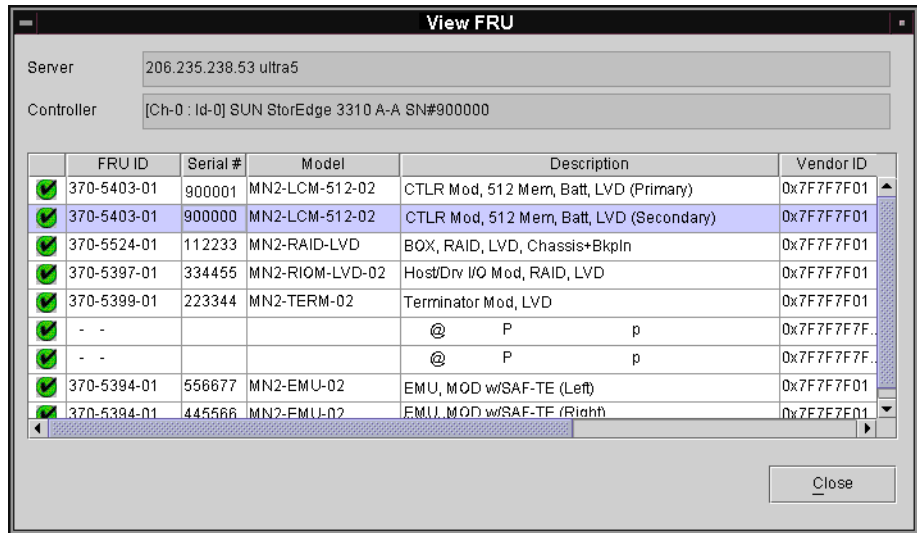 View FRU
Server 206.235.238.53 ultra5
Controller [Ch-0 : Id-0] SUN StorEdge 3310 A-A SN#900000
FRU ID Serial # Model Description Vendor ID
370-5403-01 900001 MN2-LCM-512-02 CTLR Mod, 512 Mem, Batt, LVD (Primary) 0x7F7F7F01
370-5403-01 900000 MN2-LCM-512-02 CTLR Mod, 512 Mem, Batt, LVD (Secondary) 0x7F7F7F01
370-5524-01 112233 MN2-RAID-LVD BOX, RAID, LVD, Chassis+Bkpln 0x7F7F7F01
370-5397-01 334455 MN2-RIOM-LVD-02 Host/Drv I/O Mod, RAID, LVD 0x7F7F7F01
370-5399-01 223344 MN2-TERM-02 Terminator Mod, LVD 0x7F7F7F01
- - @ P p 0x7F7F7F7F..
- - @ P p 0x7F7F7F7F..
370-5394-01 556677 MN2-EMU-02 EMU, MOD w/SAF-TE (Left) 0x7F7F7F01
370-5394-01 445566 MN2-EMU-02 EMU, MOD w/SAF-TE (Right) 0x7F7F7F01
Close